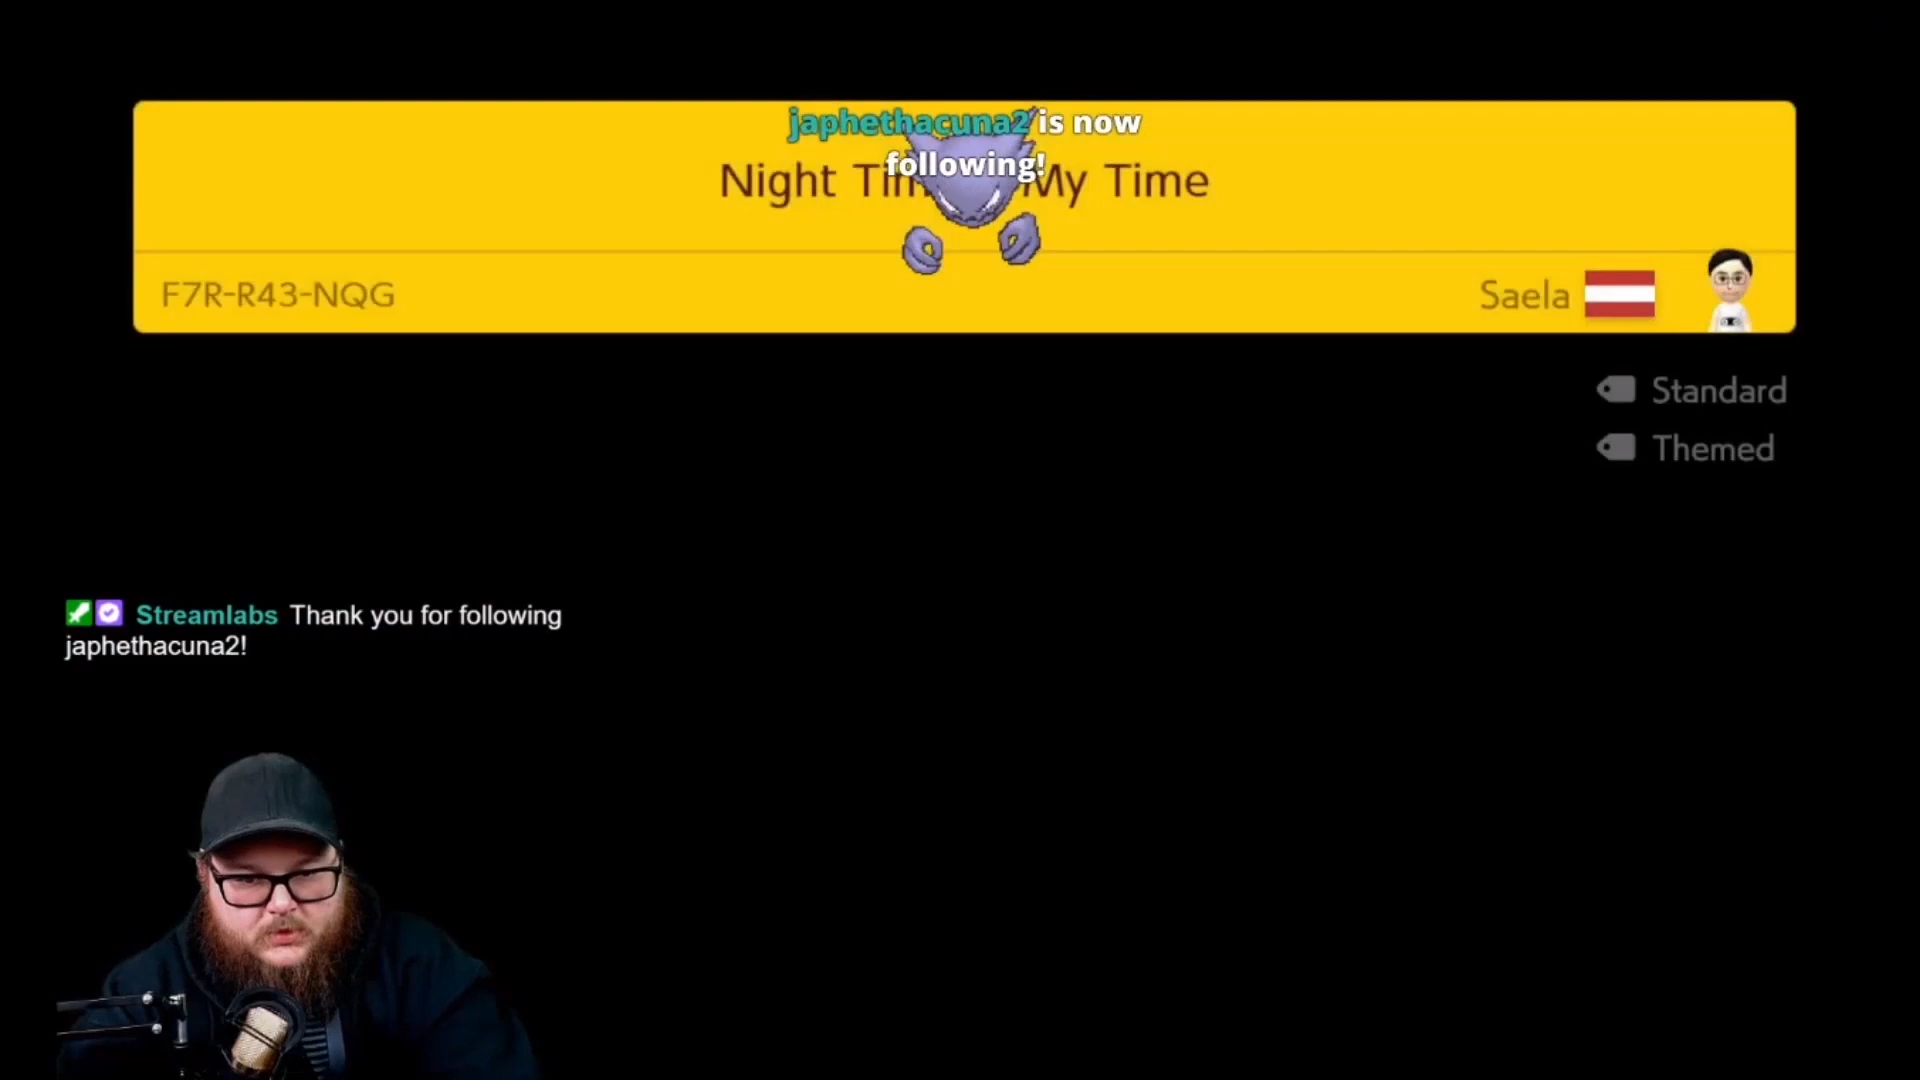 japhethacuna2 is now
following!
Night My Time
F7R-R43-NQG
Saela
Standard
Themed
Streamlabs Thank you for following
japhethacuna2!